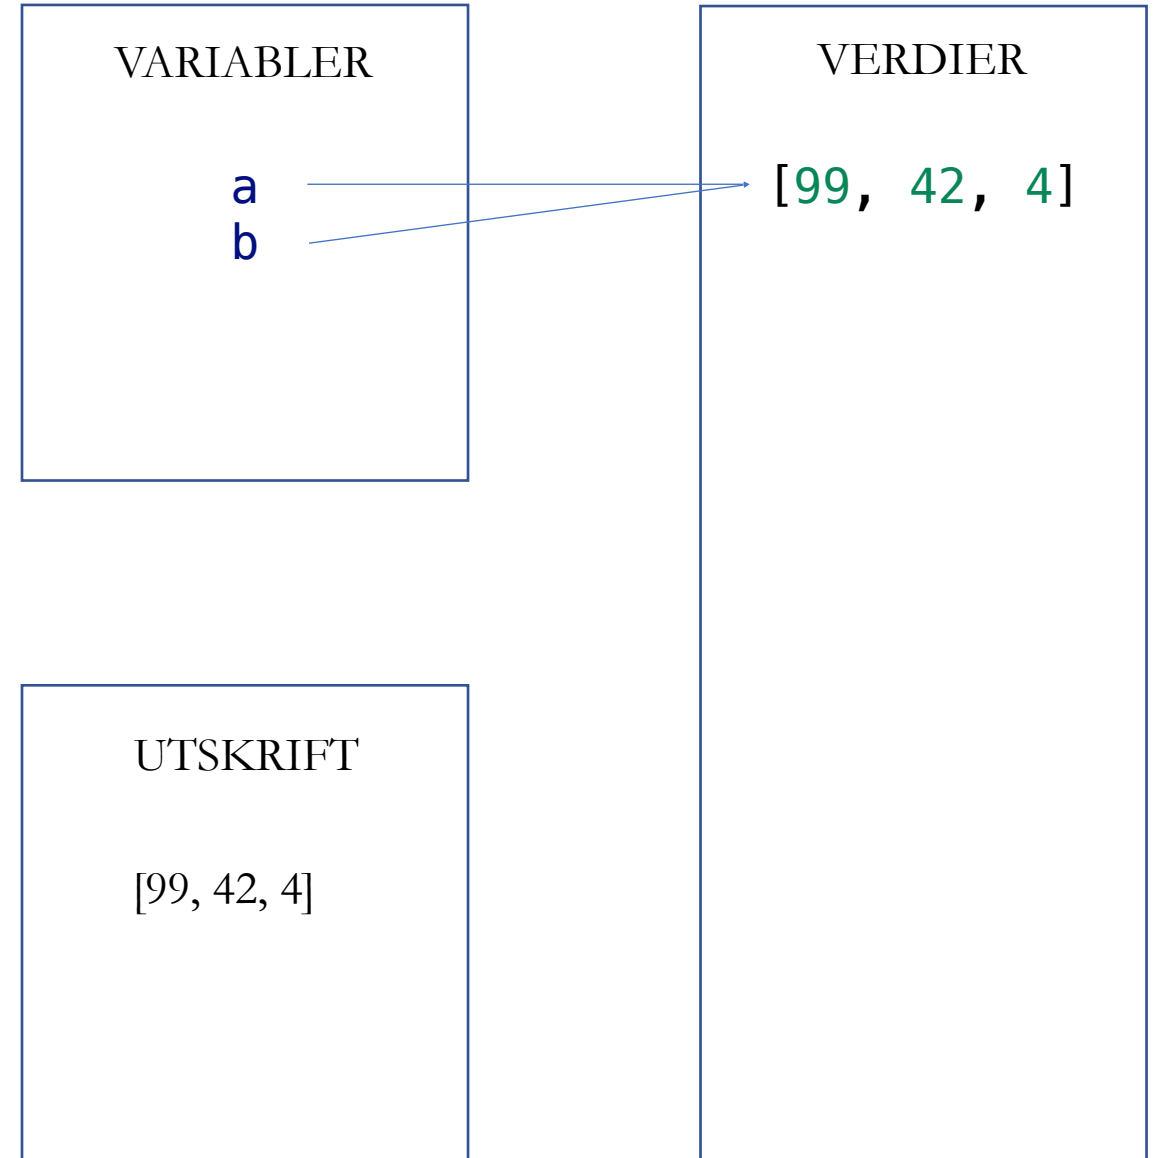 VARIABLER
a
b
VERDIER
[99, 42, 4]
UTSKRIFT
[99, 42, 4]